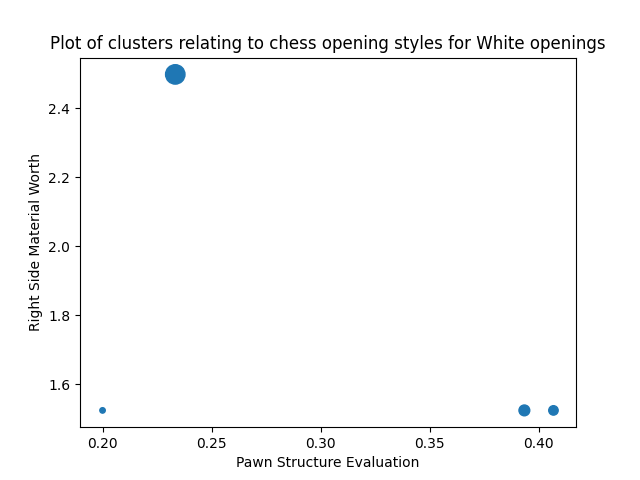 Plot of clusters relating to chess opening styles for White openings
2.4
2.2
2.0
1.8
1.6
Right Side Material Worth
0.20 0.25 0.30 0.35 0.40
Pawn Structure Evaluation